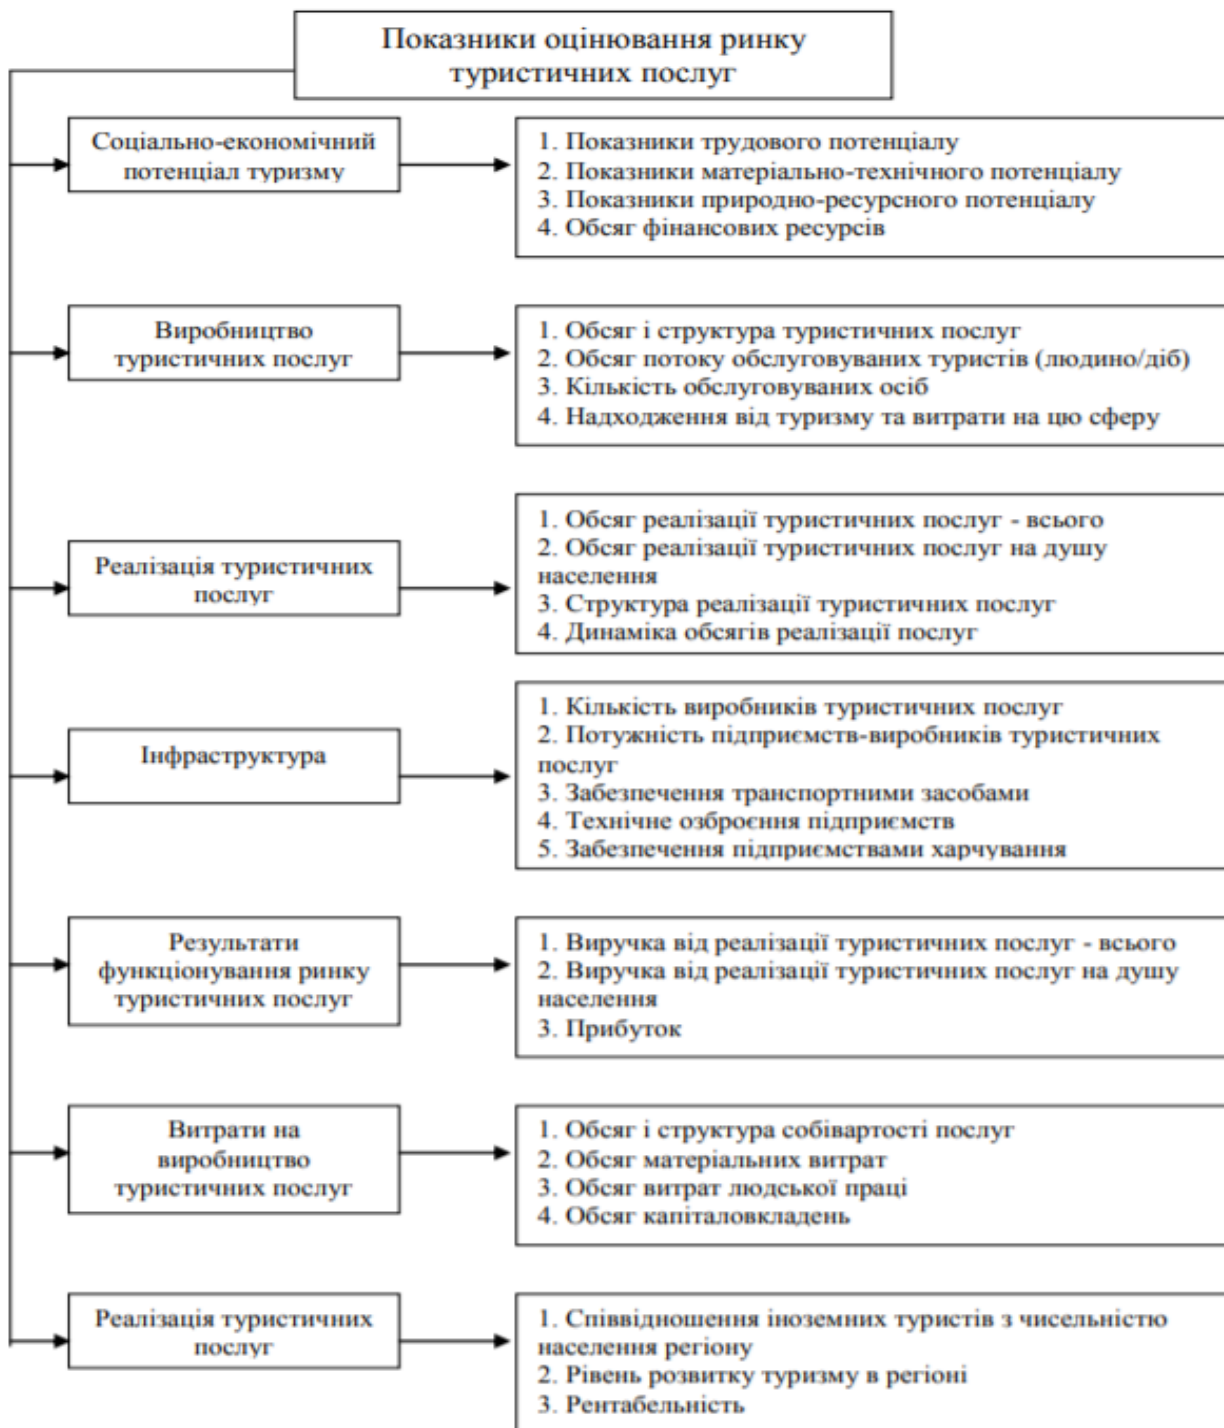 Показники оцінювання ринку
туристичних послуг
Соціально-економічний
потенціал туризму
1. Показники трудового потенціалу
2. Показники матеріально-технічного потенціалу
3. Показники природно-ресурсного потенціалу
4. Обсяг фінансових ресурсів
Виробництво
туристичних послуг
1. Обсяг і структура туристичних послуг
2. Обсяг потоку обслуговуваних туристів (людино/діб)
3. Кількість обслуговуваних осіб
4. Надходження від туризму та витрати на цю сферу
Реалізація туристичних
послуг
1. Обсяг реалізації туристичних послуг - всього
2. Обсяг реалізації туристичних послуг на душу
населення
3. Структура реалізації туристичних послуг
4. Динаміка обсягів реалізації послуг
Інфраструктура
1. Кількість виробників туристичних послуг
2. Потужність підприємств-виробників туристичних
послуг
3. Забезпечення транспортними засобами
4. Технічне озброєння підприємств
5. Забезпечення підприємствами харчування
Результати
функціонування ринку
туристичних послуг
1. Виручка від реалізації туристичних послуг - всього
2. Виручка від реалізації туристичних послуг на душу
населення
3. Прибуток
Витрати на
виробництво
туристичних послуг
1. Обсяг і структура собівартості послуг
2. Обсяг матеріальних витрат
3. Обсяг витрат людської праці
4. Обсяг капіталовкладень
Реалізація туристичних
послуг
1. Співвідношення іноземних туристів з чисельністю
населення регіону
2. Рівень розвитку туризму в регіоні
3. Рентабельність